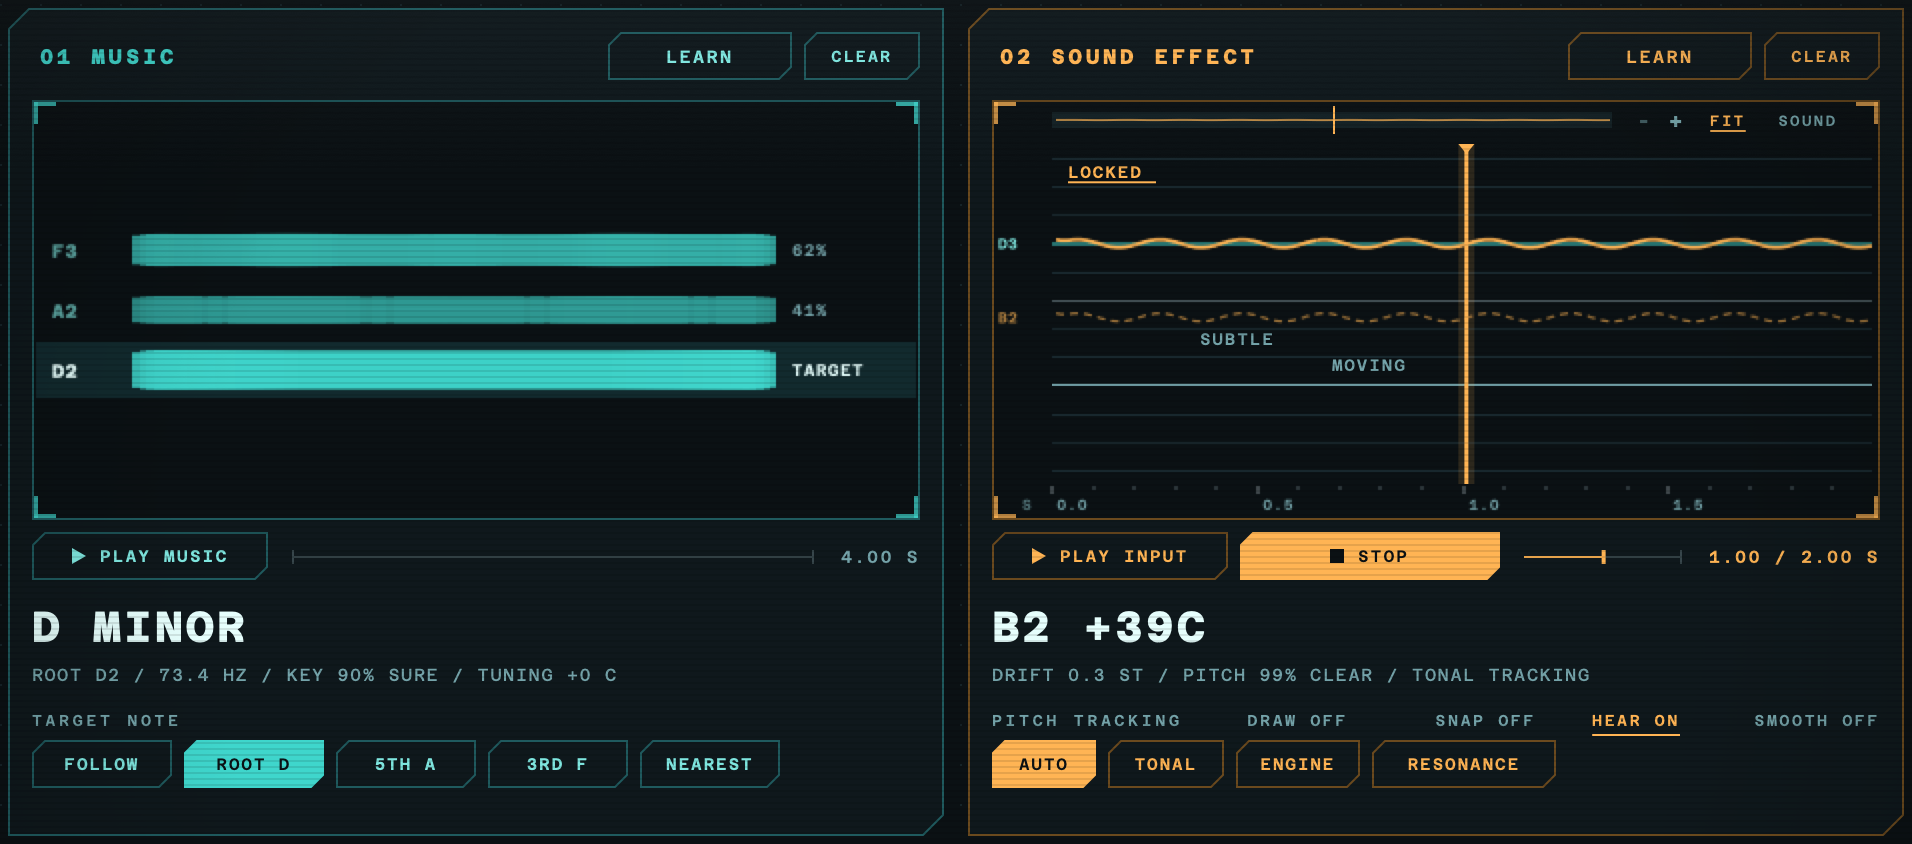 01 MUSIC
LEARN
CLEAR
F3
62%
A2
41%
D2
TARGET
PLAY MUSIC
4.00 S
D MINOR
ROOT D2 / 73.4 HZ / KEY 90% SURE / TUNING +0 C
TARGET NOTE
FOLLOW
ROOT D
5TH A
3RD F
NEAREST
02 SOUND EFFECT
LEARN
CLEAR
- +
FIT
SOUND
LOCKED
D3
B2
SUBTLE
MOVING
S 0.0 0.5 1.0 1.5
PLAY INPUT
STOP
1.00 / 2.00 S
B2 +39C
DRIFT 0.3 ST / PITCH 99% CLEAR / TONAL TRACKING
PITCH TRACKING
DRAW OFF
SNAP OFF
HEAR ON
SMOOTH OFF
AUTO
TONAL
ENGINE
RESONANCE